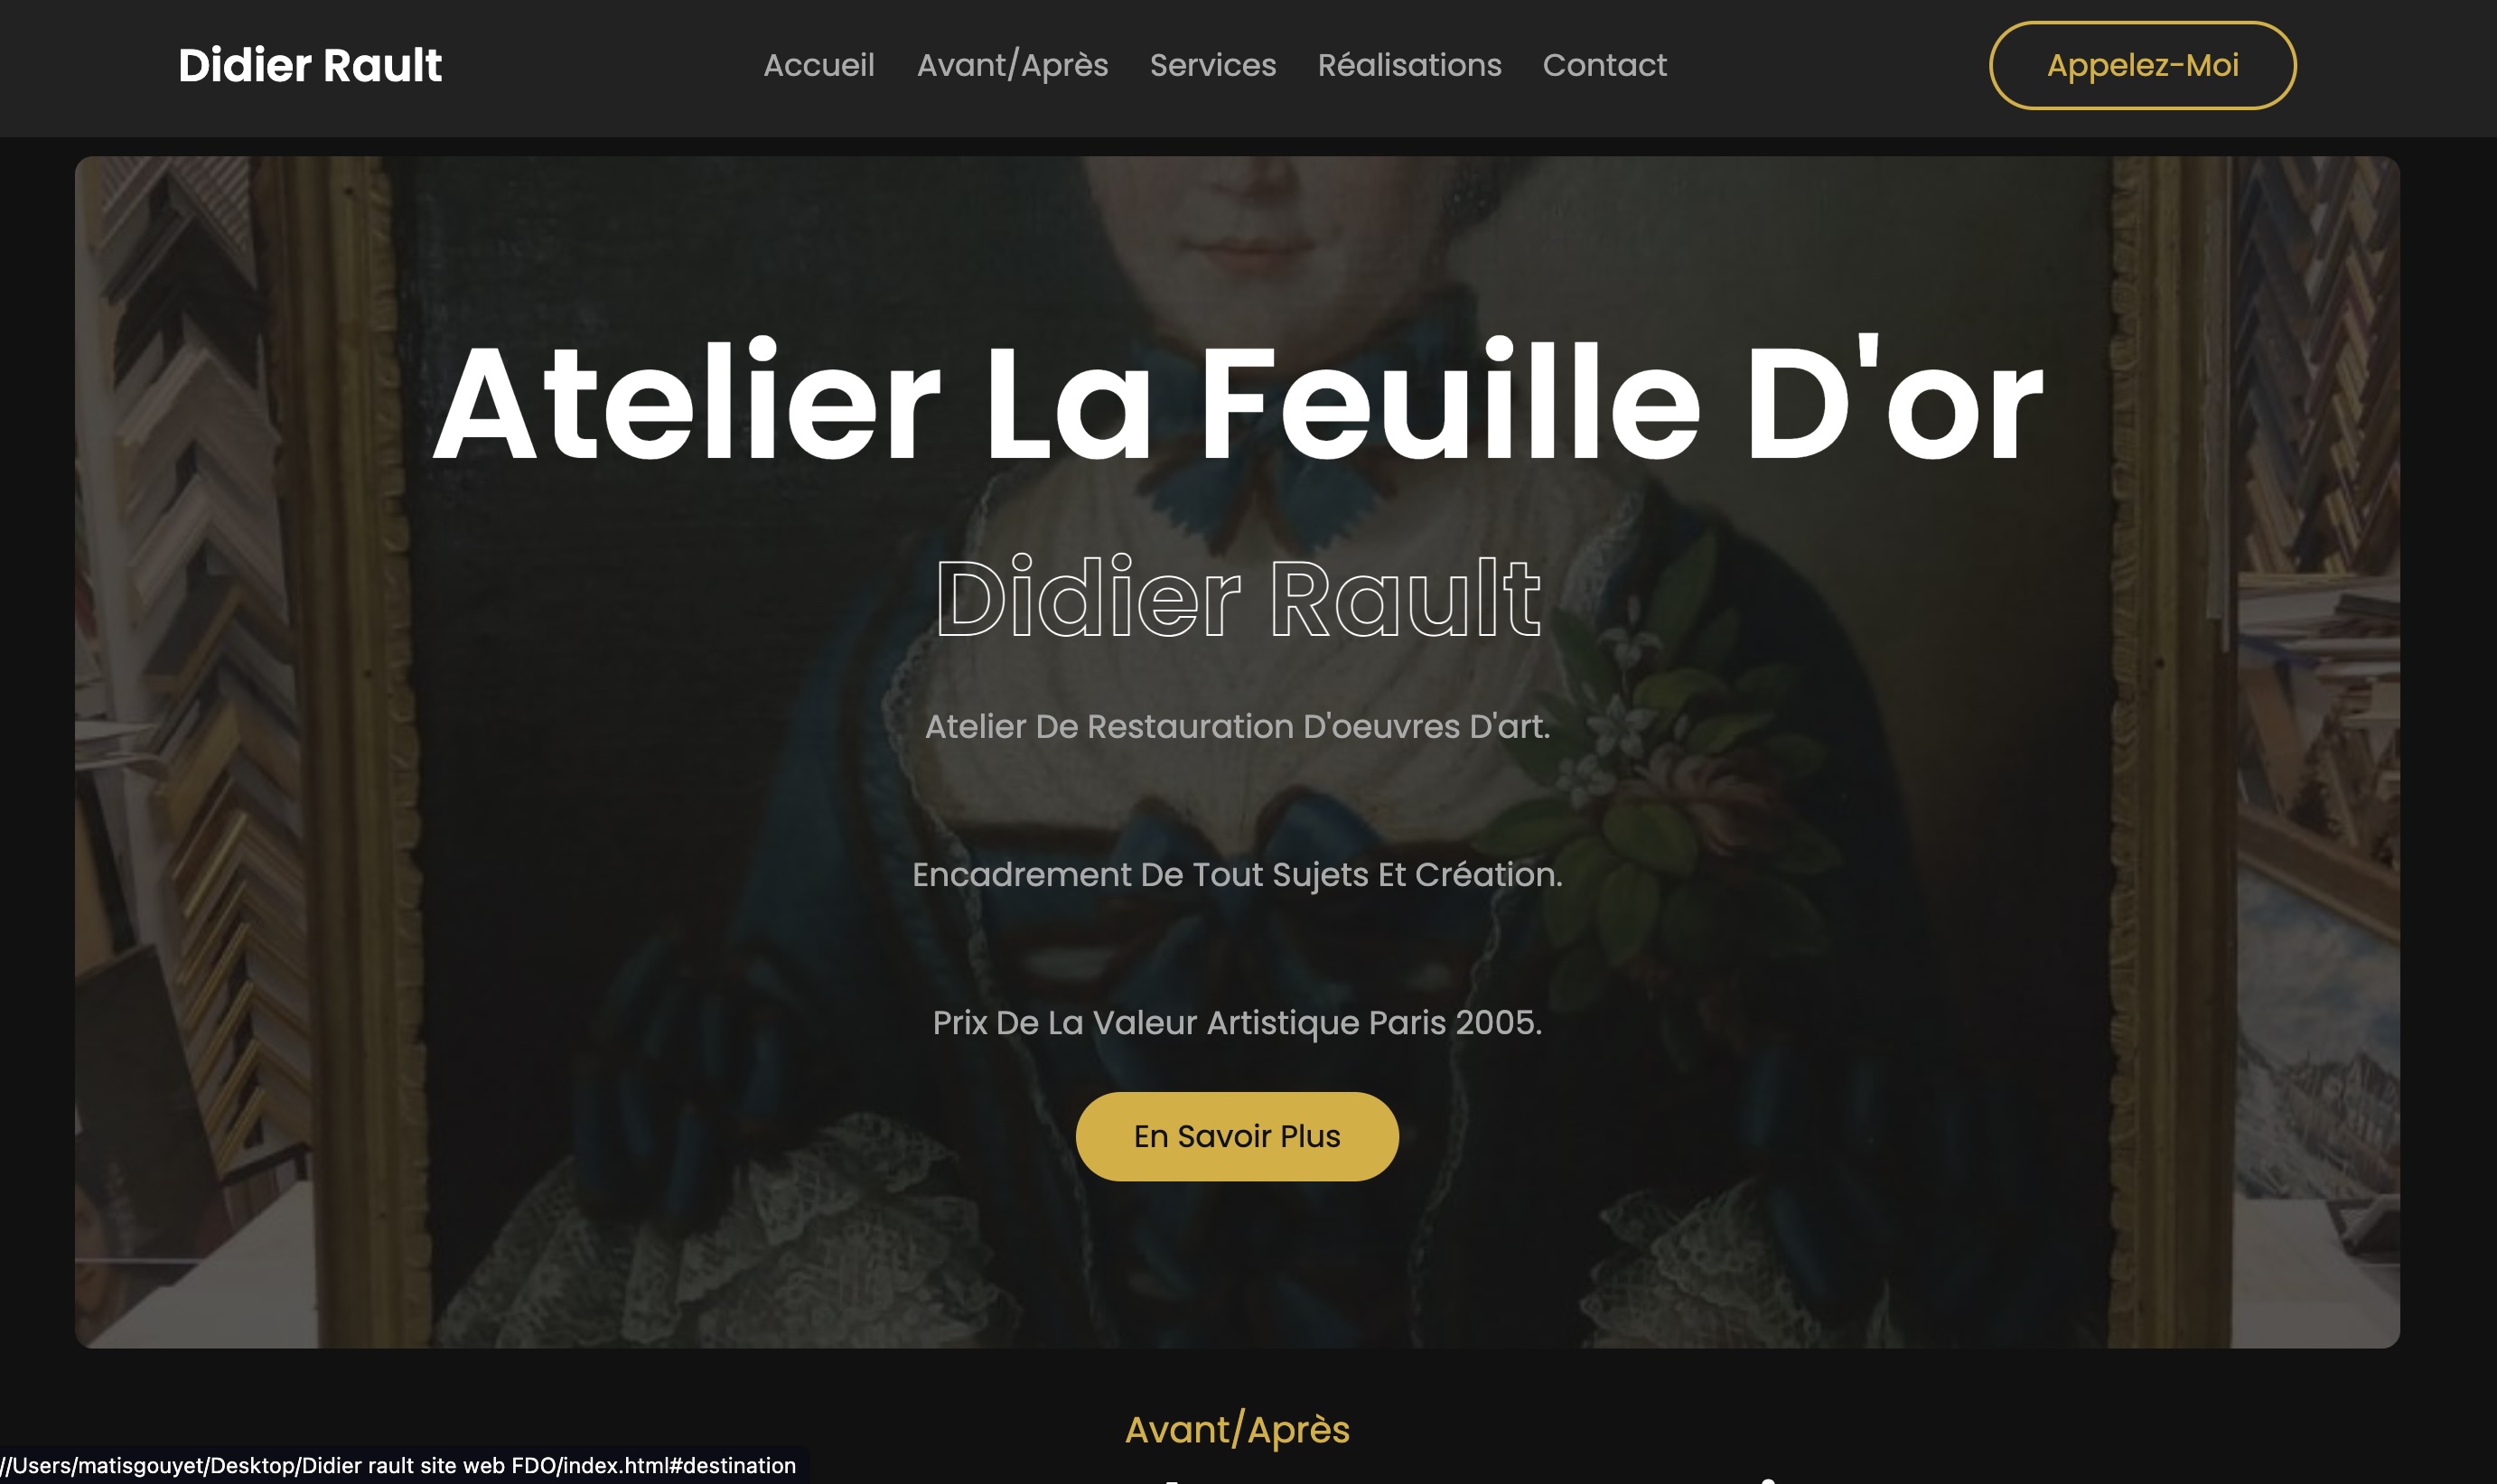 Didier Rault
Accueil Avant/Après Services Réalisations Contact
Appelez-Moi
Atelier La Feuille D'or
Didier Rault
Atelier De Restauration D'oeuvres D'art.
Encadrement De Tout Sujets Et Création.
Prix De La Valeur Artistique Paris 2005.
En Savoir Plus
Avant/Après
//Users/matisgouyet/Desktop/Didier rault site web FDO/index.html#destination